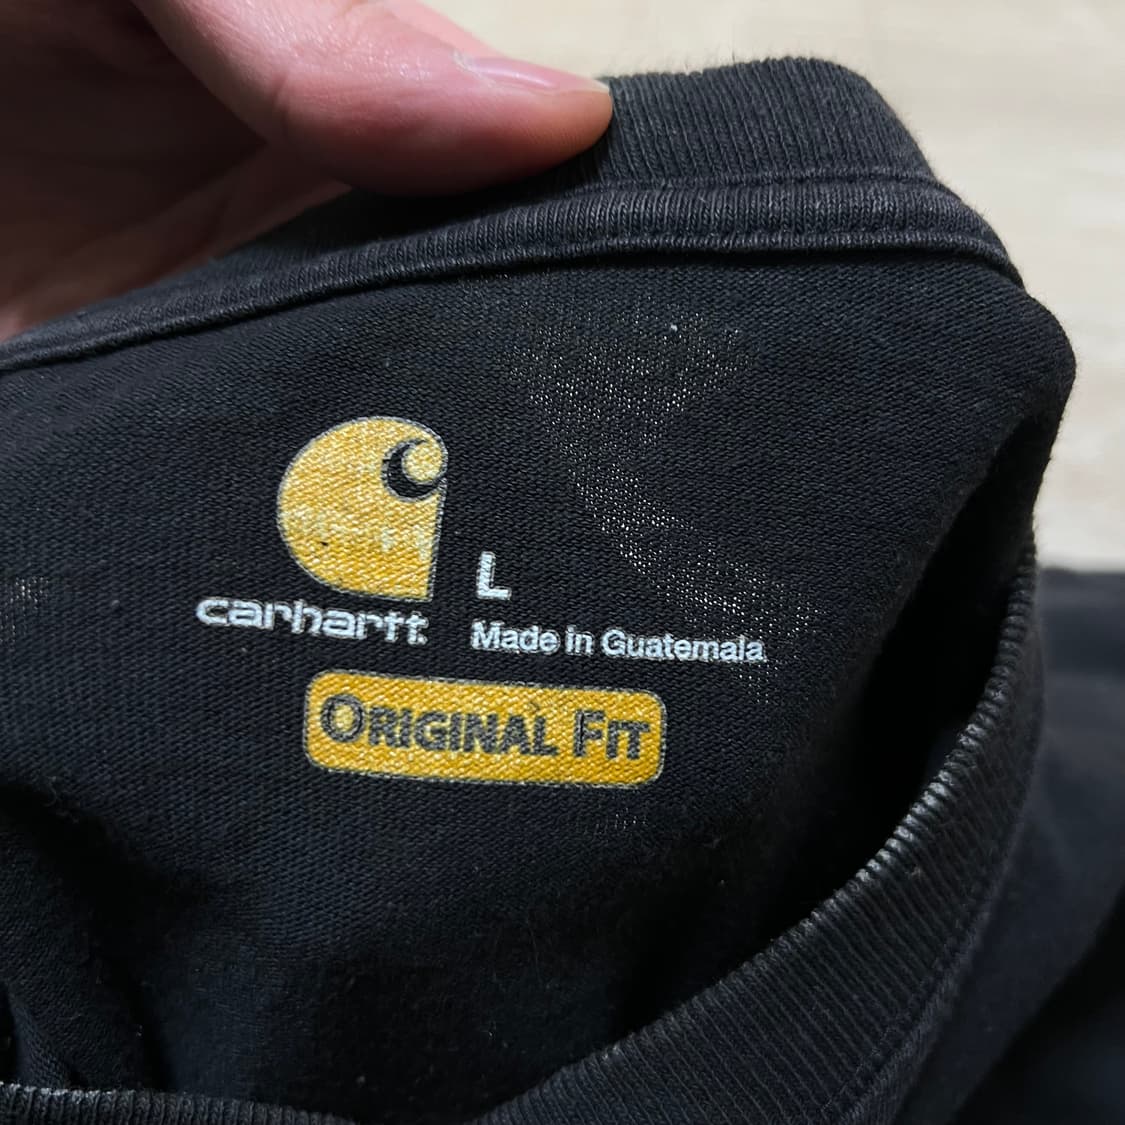 L
carhartt
Made in Guatemala
ORIGINAL FIT